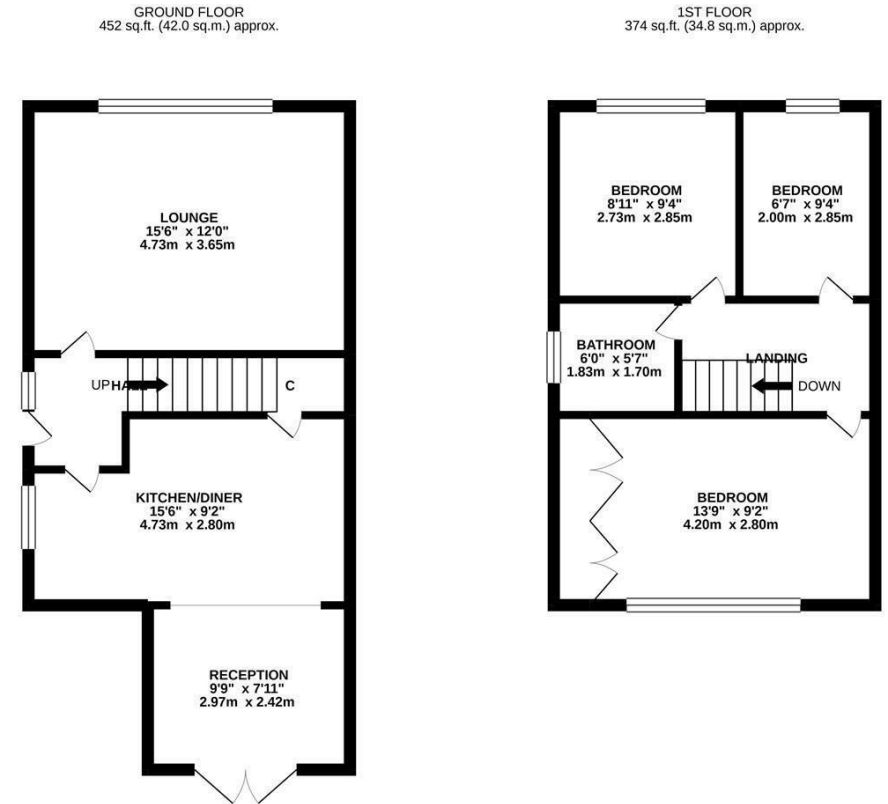 GROUND FLOOR
452 sq.ft. (42.0 sq.m.) approx.
1ST FLOOR
374 sq.ft. (34.8 sq.m.) approx.
LOUNGE
15'6" x 12'0"
4.73m x 3.65m
UP
HALL
C
KITCHEN/DINER
15'6" x 9'2"
4.73m x 2.80m
RECEPTION
9'9" x 7'11"
2.97m x 2.42m
BEDROOM
8'11" x 9'4"
2.73m x 2.85m
BEDROOM
6'7" x 9'4"
2.00m x 2.85m
BATHROOM
6'0" x 5'7"
1.83m x 1.70m
LANDING
DOWN
BEDROOM
13'9" x 9'2"
4.20m x 2.80m